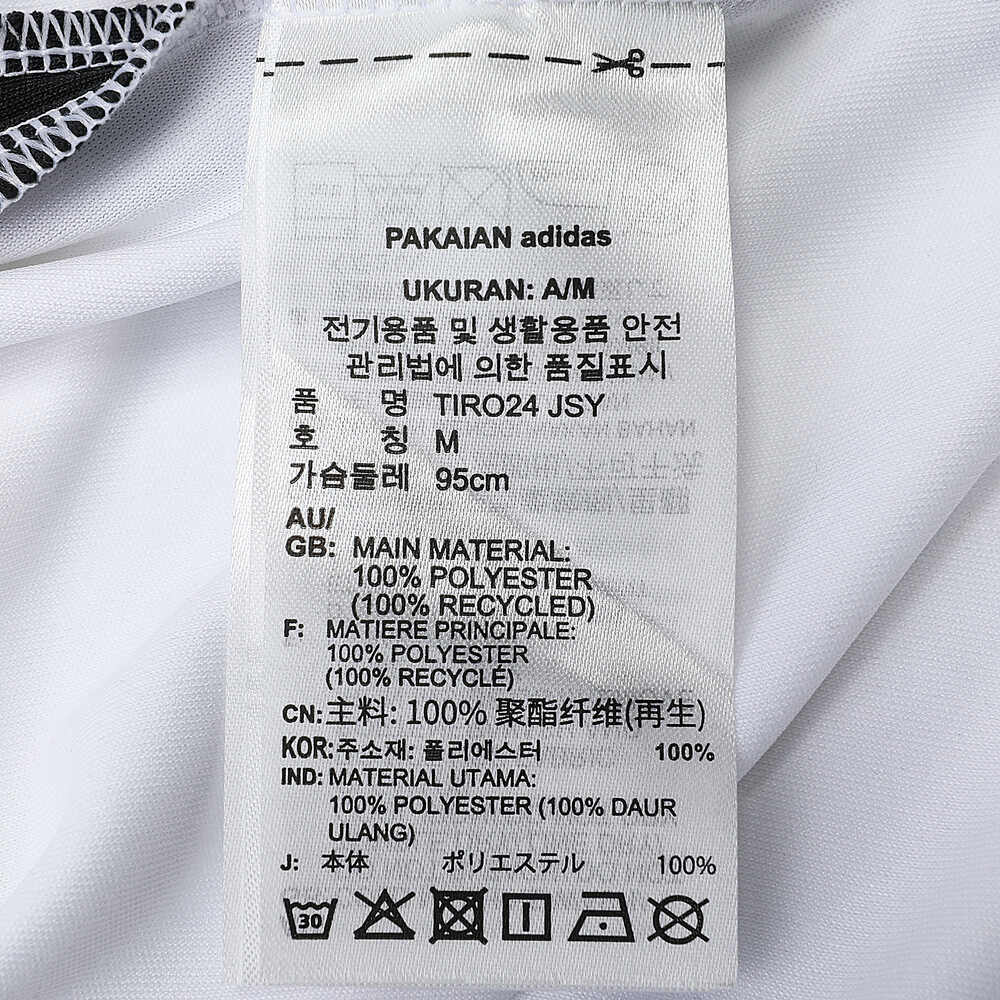 PAKAIAN adidas
UKURAN: A/M
전기용품 및 생활용품 안전
관리법에 의한 품질표시
품 명 TIRO24 JSY
호 칭 M
가슴둘레 95cm
AU/
GB: MAIN MATERIAL:
100% POLYESTER
(100% RECYCLED)
F: MATIERE PRINCIPALE:
100% POLYESTER
(100% RECYCLÉ)
CN: 主料: 100% 聚酯纤维(再生)
KOR: 주소재: 폴리에스터 100%
IND: MATERIAL UTAMA:
100% POLYESTER (100% DAUR
ULANG)
J: 本体 ポリエステル 100%
30